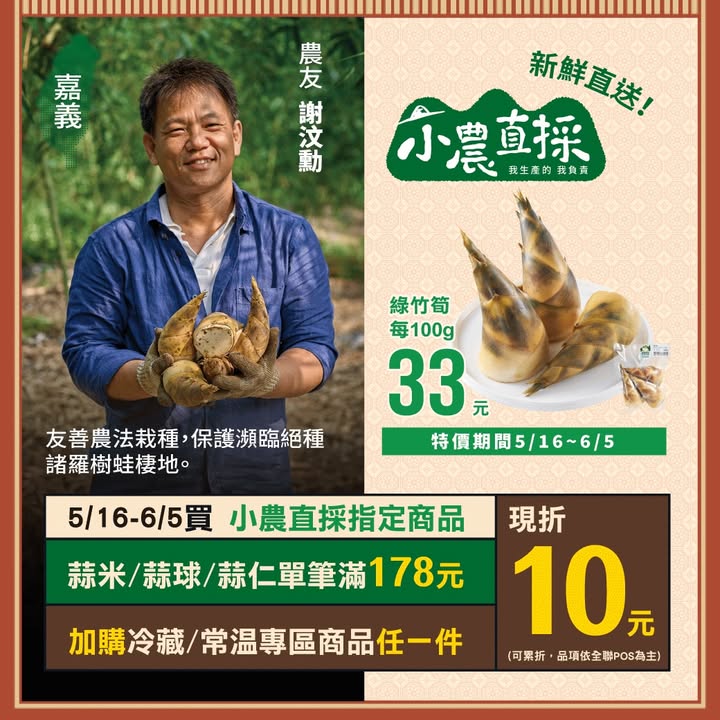 嘉義
農友 謝汶勳
新鮮直送!
小農直採
我生產的 我負責
綠竹筍
每100g
33元
特價期間5/16~6/5
友善農法栽種,保護瀕臨絕種
諸羅樹蛙棲地。
5/16-6/5買 小農直採指定商品
蒜米/蒜球/蒜仁單筆滿178元
加購冷藏/常温專區商品任一件
現折
10元
(可累折,品項依全聯POS為主)